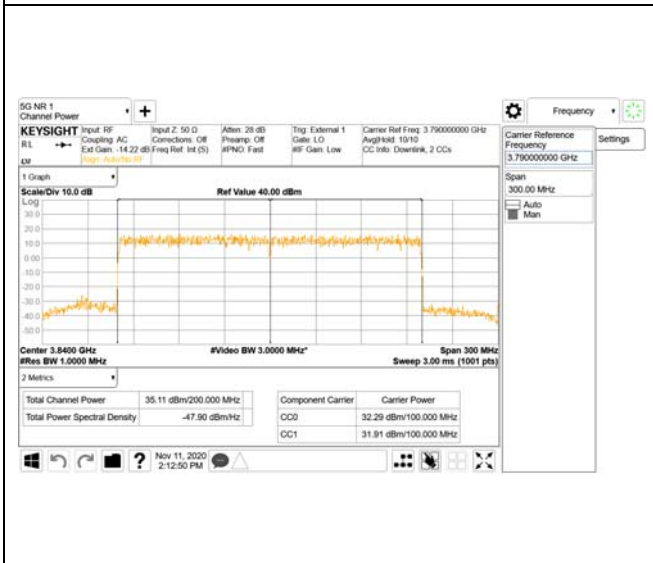 5G NR 1
Channel Power
+
Frequency
KEYSIGHT
RL
Input: RF
Coupling: AC
Ext Gain: -14.22 dB
Align: Auto/No RF
Input Z: 50 Ω
Corrections: Off
Freq Ref: Int (S)
Atten: 28 dB
Preamp: Off
#PNO: Fast
Trig: External 1
Gate: LO
#IF Gain: Low
Carrier Ref Freq: 3.790000000 GHz
Avg|Hold: 10/10
CC Info: Downlink, 2 CCs
Carrier Reference
Frequency
3.790000000 GHz
Settings
Span
300.00 MHz
Auto
Man
1 Graph
Scale/Div 10.0 dB
Ref Value 40.00 dBm
Log
30.0
20.0
10.0
0.00
-10.0
-20.0
-30.0
-40.0
-50.0
Center 3.8400 GHz
#Video BW 3.0000 MHz*
Span 300 MHz
#Res BW 1.0000 MHz
Sweep 3.00 ms (1001 pts)
2 Metrics
Total Channel Power 35.11 dBm/200.000 MHz
Total Power Spectral Density -47.90 dBm/Hz
Component Carrier Carrier Power
CC0 32.29 dBm/100.000 MHz
CC1 31.91 dBm/100.000 MHz
?
Nov 11, 2020
2:12:50 PM